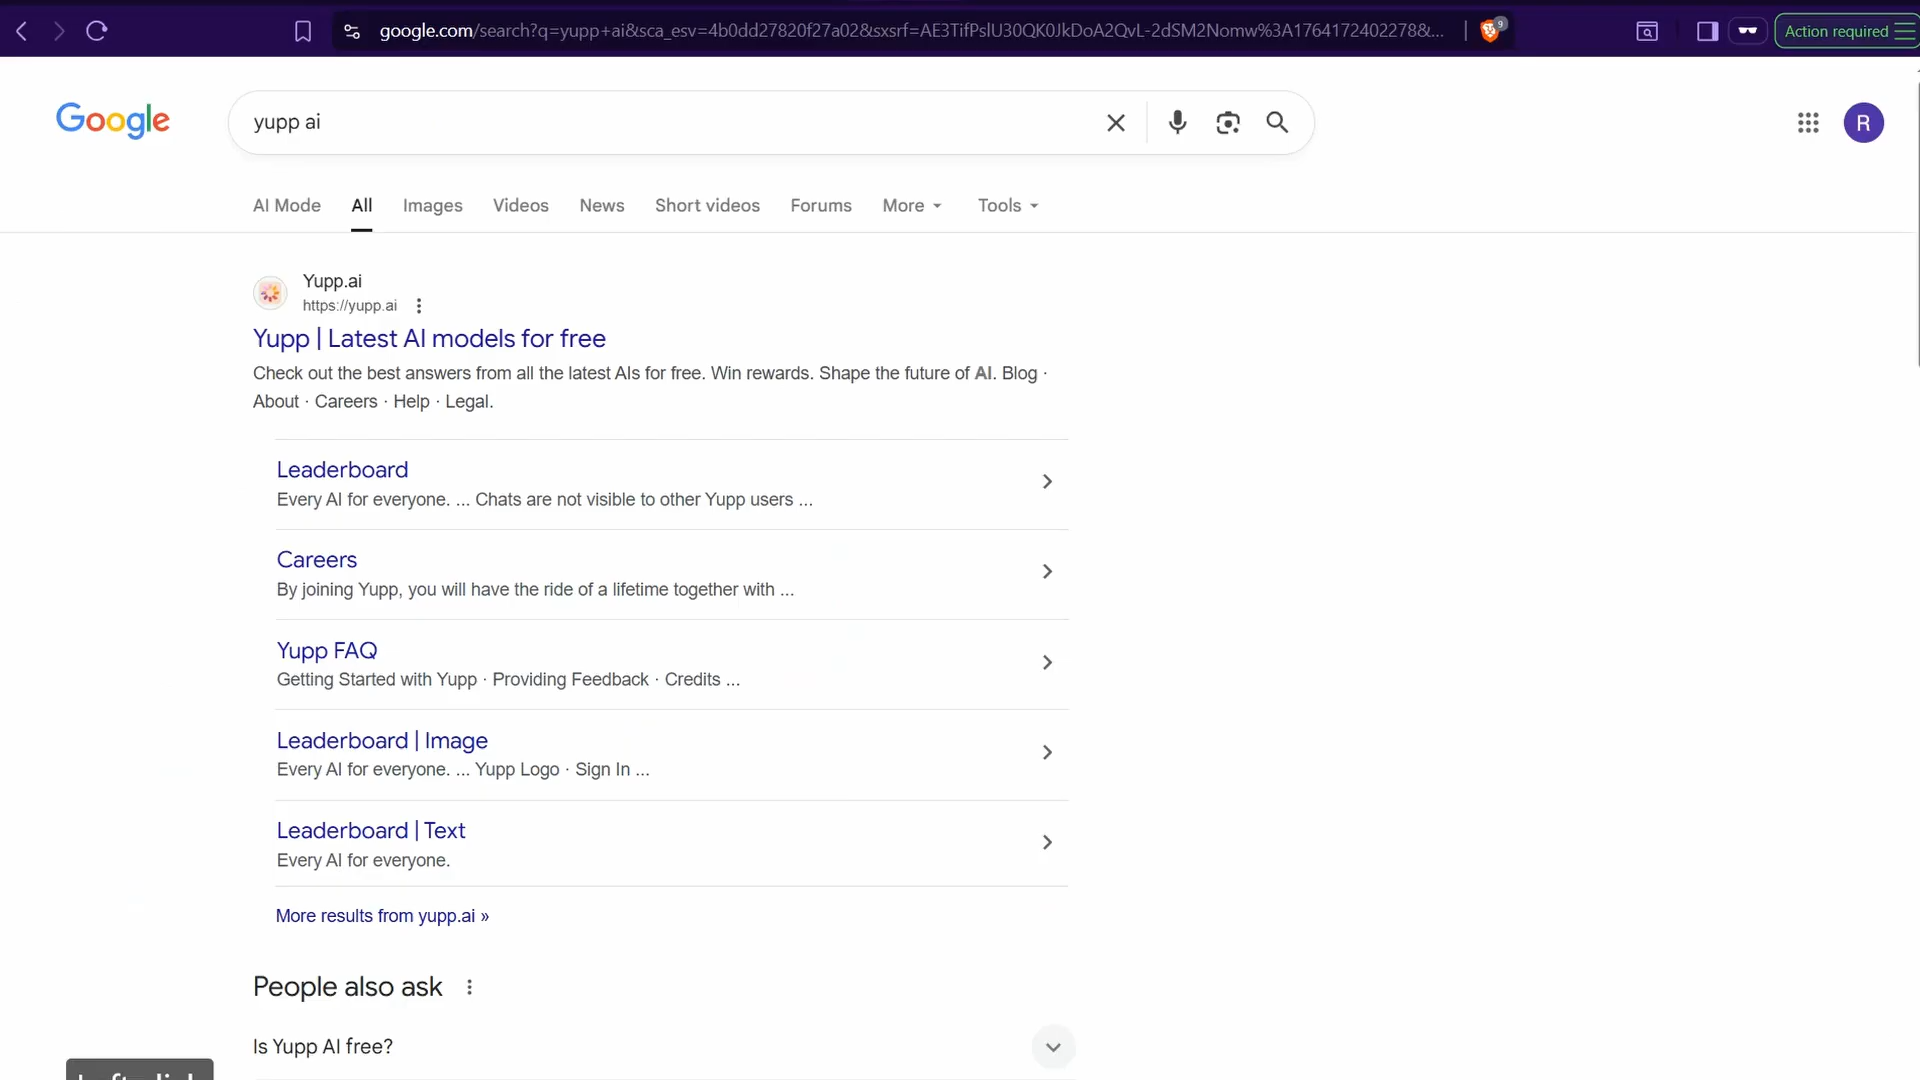 google.com/search?q=yupp+ai&sca_esv=4b0dd27820f27a02&sxsrf=AE3TifPslU30QK0JkDoA2QvL-2dSM2Nomw%3A1764172402278&...
9
Action required
Google
yupp ai
R
AI Mode All Images Videos News Short videos Forums More Tools
Yupp.ai
https://yupp.ai
Yupp | Latest AI models for free
Check out the best answers from all the latest AIs for free. Win rewards. Shape the future of AI. Blog ·
About · Careers · Help · Legal.
Leaderboard
Every AI for everyone. ... Chats are not visible to other Yupp users ...
Careers
By joining Yupp, you will have the ride of a lifetime together with ...
Yupp FAQ
Getting Started with Yupp · Providing Feedback · Credits ...
Leaderboard | Image
Every AI for everyone. ... Yupp Logo · Sign In ...
Leaderboard | Text
Every AI for everyone.
More results from yupp.ai »
People also ask
Is Yupp AI free?